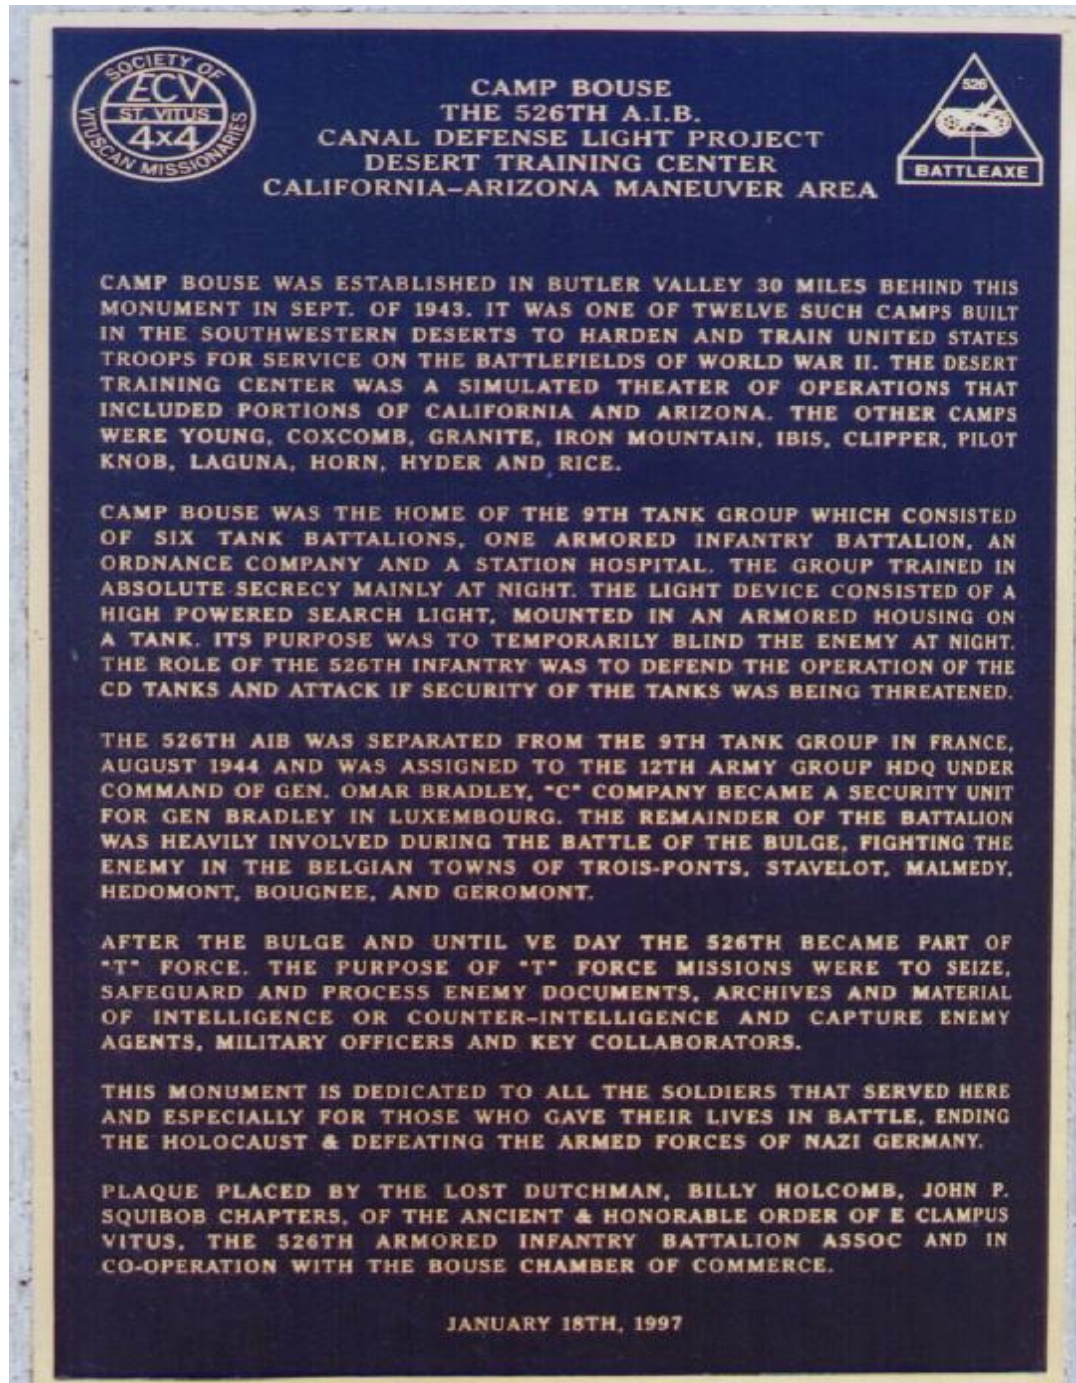 SOCIETY OF
ECV
ST. VITUS
4x4
VITUSCAN MISSIONARIES
526
BATTLEAXE
CAMP BOUSE
THE 526TH A.I.B.
CANAL DEFENSE LIGHT PROJECT
DESERT TRAINING CENTER
CALIFORNIA-ARIZONA MANEUVER AREA
CAMP BOUSE WAS ESTABLISHED IN BUTLER VALLEY 30 MILES BEHIND THIS
MONUMENT IN SEPT. OF 1943. IT WAS ONE OF TWELVE SUCH CAMPS BUILT
IN THE SOUTHWESTERN DESERTS TO HARDEN AND TRAIN UNITED STATES
TROOPS FOR SERVICE ON THE BATTLEFIELDS OF WORLD WAR II. THE DESERT
TRAINING CENTER WAS A SIMULATED THEATER OF OPERATIONS THAT
INCLUDED PORTIONS OF CALIFORNIA AND ARIZONA. THE OTHER CAMPS
WERE YOUNG, COXCOMB, GRANITE, IRON MOUNTAIN, IBIS, CLIPPER, PILOT
KNOB, LAGUNA, HORN, HYDER AND RICE.
CAMP BOUSE WAS THE HOME OF THE 9TH TANK GROUP WHICH CONSISTED
OF SIX TANK BATTALIONS, ONE ARMORED INFANTRY BATTALION, AN
ORDNANCE COMPANY AND A STATION HOSPITAL. THE GROUP TRAINED IN
ABSOLUTE SECRECY MAINLY AT NIGHT. THE LIGHT DEVICE CONSISTED OF A
HIGH POWERED SEARCH LIGHT, MOUNTED IN AN ARMORED HOUSING ON
A TANK. ITS PURPOSE WAS TO TEMPORARILY BLIND THE ENEMY AT NIGHT.
THE ROLE OF THE 526TH INFANTRY WAS TO DEFEND THE OPERATION OF THE
CD TANKS AND ATTACK IF SECURITY OF THE TANKS WAS BEING THREATENED.
THE 526TH AIB WAS SEPARATED FROM THE 9TH TANK GROUP IN FRANCE,
AUGUST 1944 AND WAS ASSIGNED TO THE 12TH ARMY GROUP HDQ UNDER
COMMAND OF GEN. OMAR BRADLEY, "C" COMPANY BECAME A SECURITY UNIT
FOR GEN BRADLEY IN LUXEMBOURG. THE REMAINDER OF THE BATTALION
WAS HEAVILY INVOLVED DURING THE BATTLE OF THE BULGE, FIGHTING THE
ENEMY IN THE BELGIAN TOWNS OF TROIS-PONTS, STAVELOT, MALMEDY,
HEDOMONT, BOUGNEE, AND GEROMONT.
AFTER THE BULGE AND UNTIL VE DAY THE 526TH BECAME PART OF
"T" FORCE. THE PURPOSE OF "T" FORCE MISSIONS WERE TO SEIZE,
SAFEGUARD AND PROCESS ENEMY DOCUMENTS, ARCHIVES AND MATERIAL
OF INTELLIGENCE OR COUNTER-INTELLIGENCE AND CAPTURE ENEMY
AGENTS, MILITARY OFFICERS AND KEY COLLABORATORS.
THIS MONUMENT IS DEDICATED TO ALL THE SOLDIERS THAT SERVED HERE
AND ESPECIALLY FOR THOSE WHO GAVE THEIR LIVES IN BATTLE, ENDING
THE HOLOCAUST & DEFEATING THE ARMED FORCES OF NAZI GERMANY.
PLAQUE PLACED BY THE LOST DUTCHMAN, BILLY HOLCOMB, JOHN P.
SQUIBOB CHAPTERS, OF THE ANCIENT & HONORABLE ORDER OF E CLAMPUS
VITUS, THE 526TH ARMORED INFANTRY BATTALION ASSOC AND IN
CO-OPERATION WITH THE BOUSE CHAMBER OF COMMERCE.
JANUARY 18TH, 1997